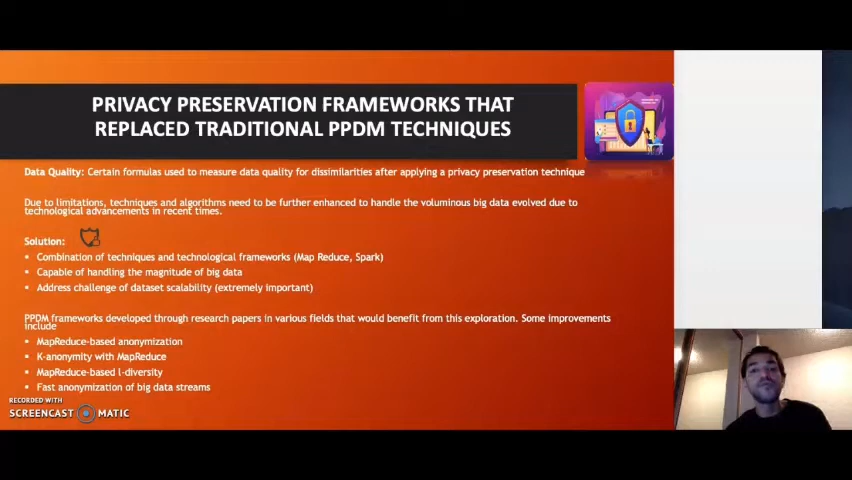 PRIVACY PRESERVATION FRAMEWORKS THAT
REPLACED TRADITIONAL PPDM TECHNIQUES
Data Quality: Certain formulas used to measure data quality for dissimilarities after applying a privacy preservation technique
Due to limitations, techniques and algorithms need to be further enhanced to handle the voluminous big data evolved due to
technological advancements in recent times.
Solution:
▪ Combination of techniques and technological frameworks (Map Reduce, Spark)
▪ Capable of handling the magnitude of big data
▪ Address challenge of dataset scalability (extremely important)
PPDM frameworks developed through research papers in various fields that would benefit from this exploration. Some improvements
include
▪ MapReduce-based anonymization
▪ K-anonymity with MapReduce
▪ MapReduce-based l-diversity
▪ Fast anonymization of big data streams
RECORDED WITH
SCREENCAST MATIC